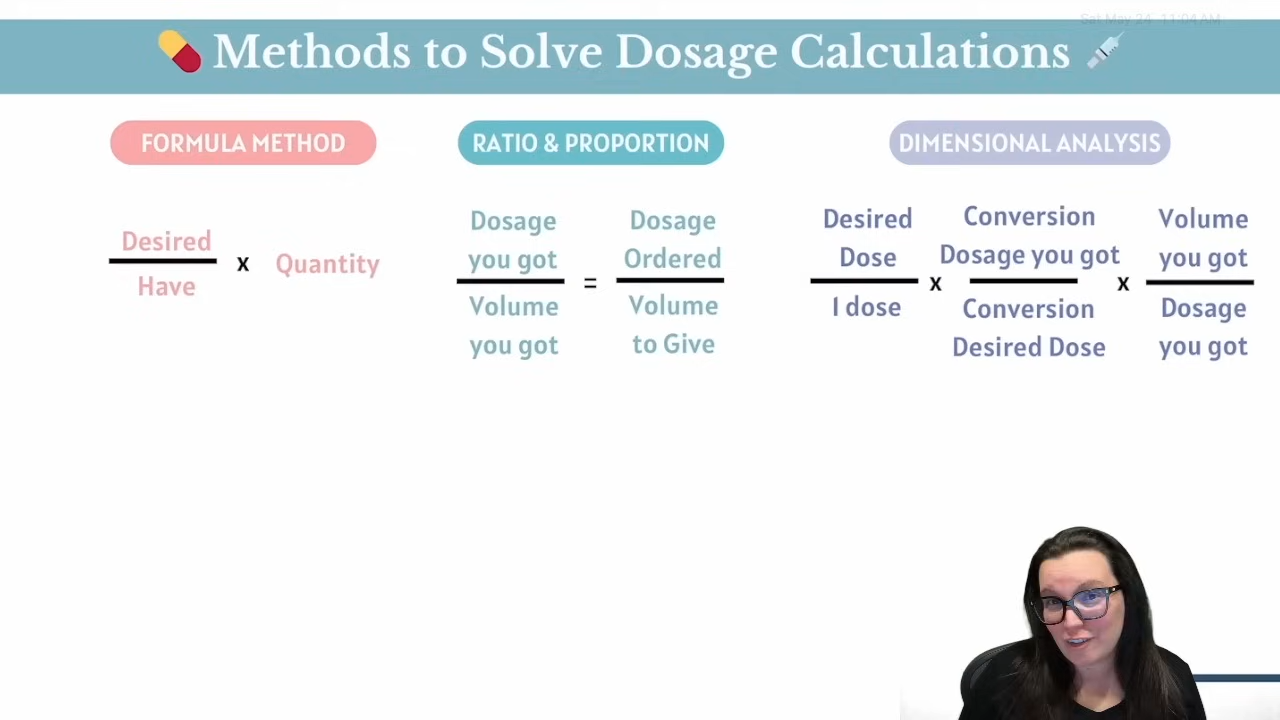 Sat May 24 11:04 AM
Methods to Solve Dosage Calculations
FORMULA METHOD
Desired
Have
x
Quantity
RATIO & PROPORTION
Dosage
you got
Volume
you got
=
Dosage
Ordered
Volume
to Give
DIMENSIONAL ANALYSIS
Desired
Dose
1 dose
x
Conversion
Dosage you got
Conversion
Desired Dose
x
Volume
you got
Dosage
you got